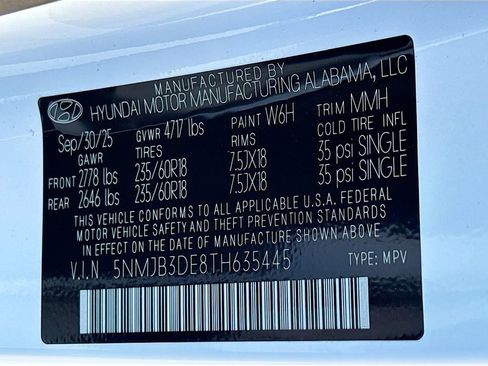 MANUFACTURED BY
HYUNDAI MOTOR MANUFACTURING ALABAMA, LLC
Sep/30/25 GVWR 4717 lbs PAINT W6H TRIM MMH
GAWR TIRES RIMS COLD TIRE INFL
FRONT 2778 lbs 235/60R18 7.5JX18 35 psi SINGLE
REAR 2646 lbs 235/60R18 7.5JX18 35 psi SINGLE
THIS VEHICLE CONFORMS TO ALL APPLICABLE U.S.A. FEDERAL
MOTOR VEHICLE SAFETY AND THEFT PREVENTION STANDARDS
IN EFFECT ON THE DATE OF MANUFACTURE SHOWN ABOVE
V.I.N 5NMJB3DE8TH635445 TYPE: MPV